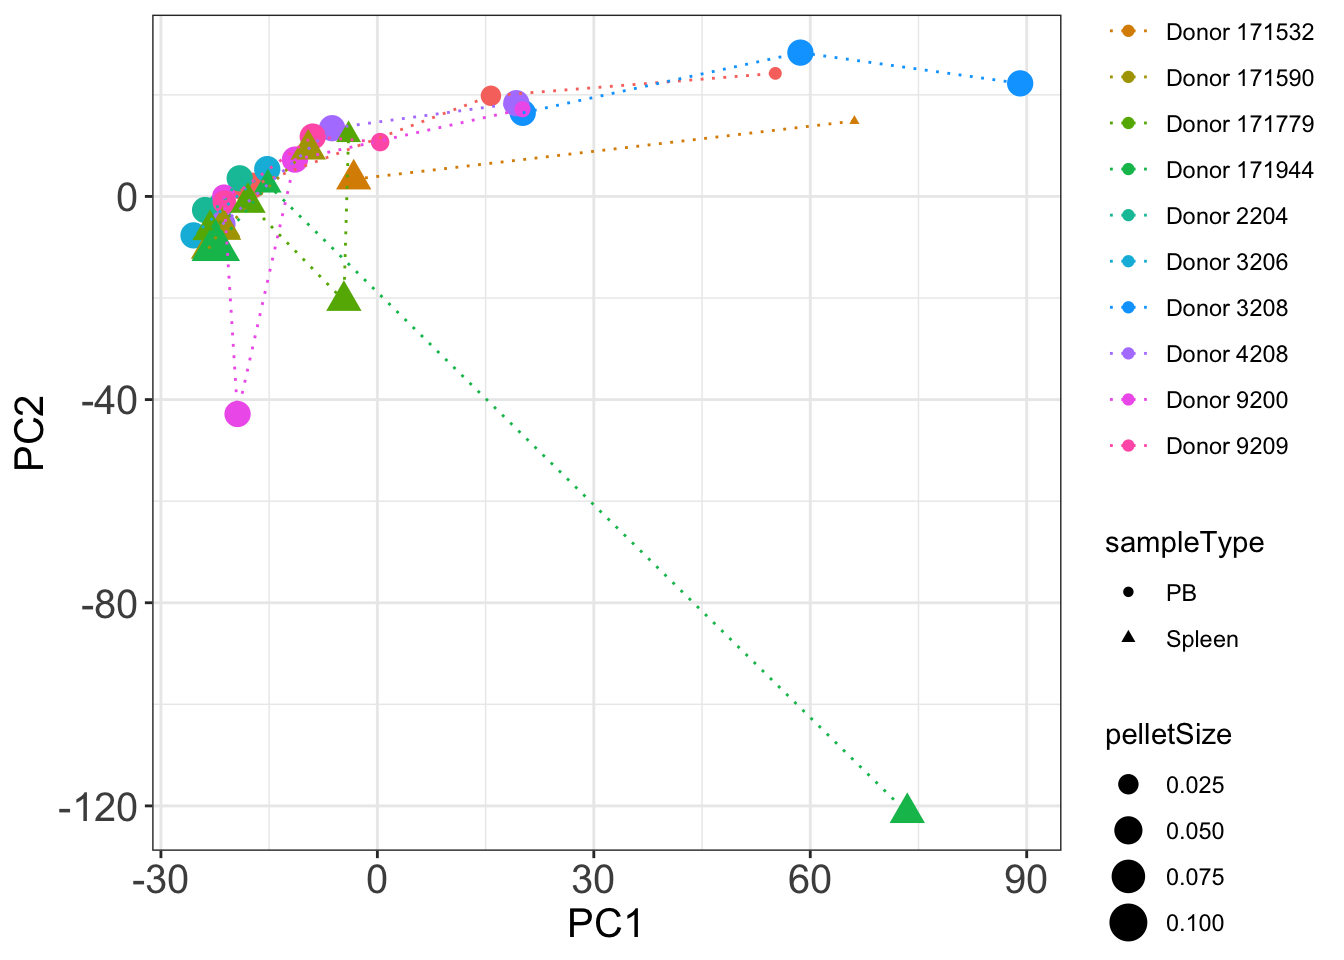 PC2
0
-40
-80
-120
-30 0 30 60 90
PC1
Donor 171532
Donor 171590
Donor 171779
Donor 171944
Donor 2204
Donor 3206
Donor 3208
Donor 4208
Donor 9200
Donor 9209
sampleType
PB
Spleen
pelletSize
0.025
0.050
0.075
0.100